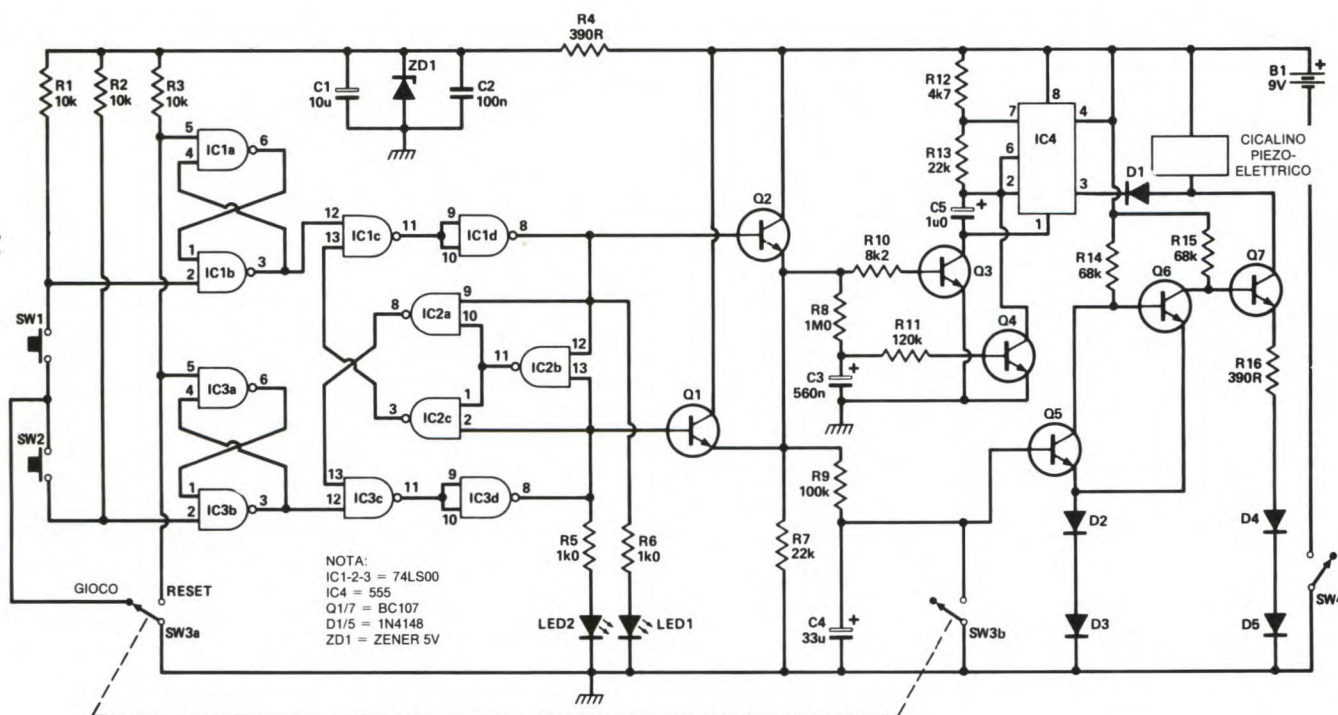 R4
390R
R1
10k
R2
10k
R3
10k
C1
10u
ZD1
C2
100n
R12
4k7
B1
9V
+
5
4
6
IC1a
8
7
4
IC4
6
2
3
1
R13
22k
CICALINO
PIEZO-
ELETTRICO
D1
C5
1u0
+
Q2
12
13
IC1c
11
9
10
IC1d
8
1
2
IC1b
3
R10
8k2
Q3
R14
68k
R15
68k
Q6
Q7
SW1
8
IC2a
9
10
R8
1M0
R11
120k
Q4
11
IC2b
12
13
C3
560n
+
R16
390R
5
4
IC3a
6
3
IC2c
1
2
Q1
Q5
SW2
R9
100k
1
2
IC3b
3
13
12
IC3c
11
9
10
IC3d
8
R5
1k0
R6
1k0
R7
22k
D2
D4
NOTA:
IC1-2-3 = 74LS00
IC4 = 555
Q1/7 = BC107
D1/5 = 1N4148
ZD1 = ZENER 5V
GIOCO
RESET
SW3a
LED2
LED1
C4
33u
+
SW3b
D3
D5